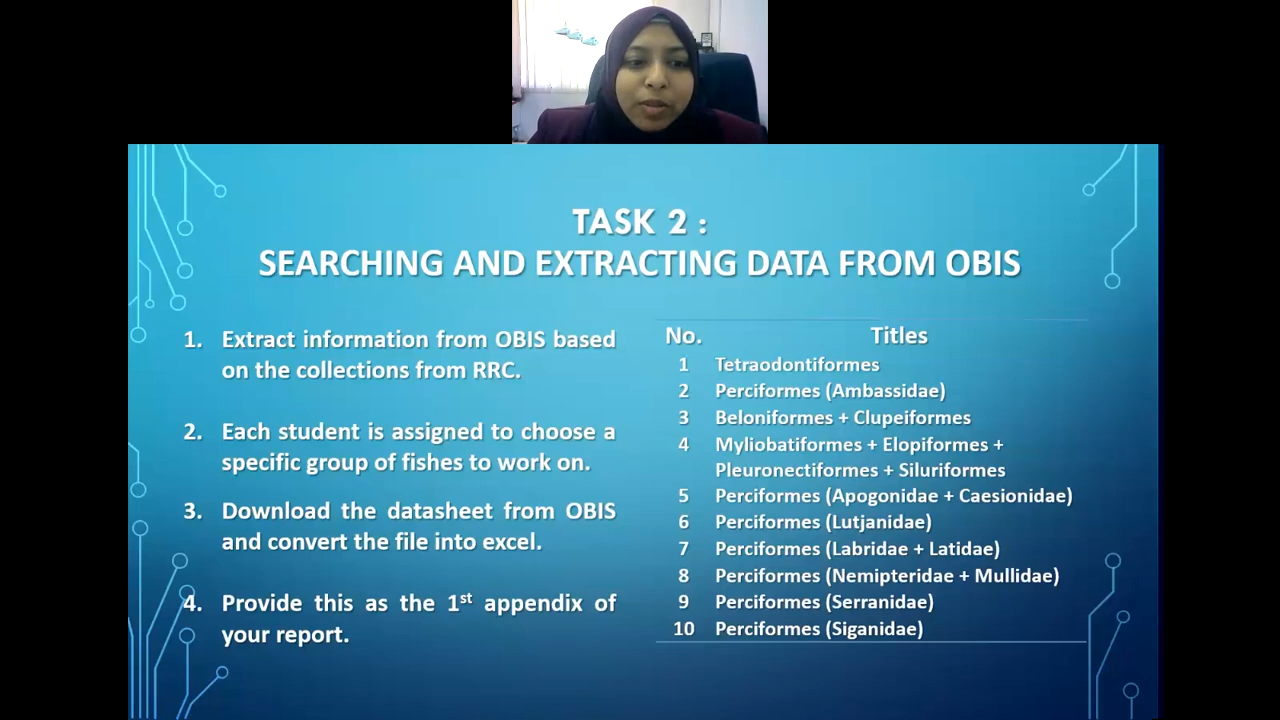 TASK 2 :
SEARCHING AND EXTRACTING DATA FROM OBIS
1. Extract information from OBIS based
on the collections from RRC.
2. Each student is assigned to choose a
specific group of fishes to work on.
3. Download the datasheet from OBIS
and convert the file into excel.
4. Provide this as the 1st appendix of
your report.
No. Titles
1 Tetraodontiformes
2 Perciformes (Ambassidae)
3 Beloniformes + Clupeiformes
4 Myliobatiformes + Elopiformes +
Pleuronectiformes + Siluriformes
5 Perciformes (Apogonidae + Caesionidae)
6 Perciformes (Lutjanidae)
7 Perciformes (Labridae + Latidae)
8 Perciformes (Nemipteridae + Mullidae)
9 Perciformes (Serranidae)
10 Perciformes (Siganidae)